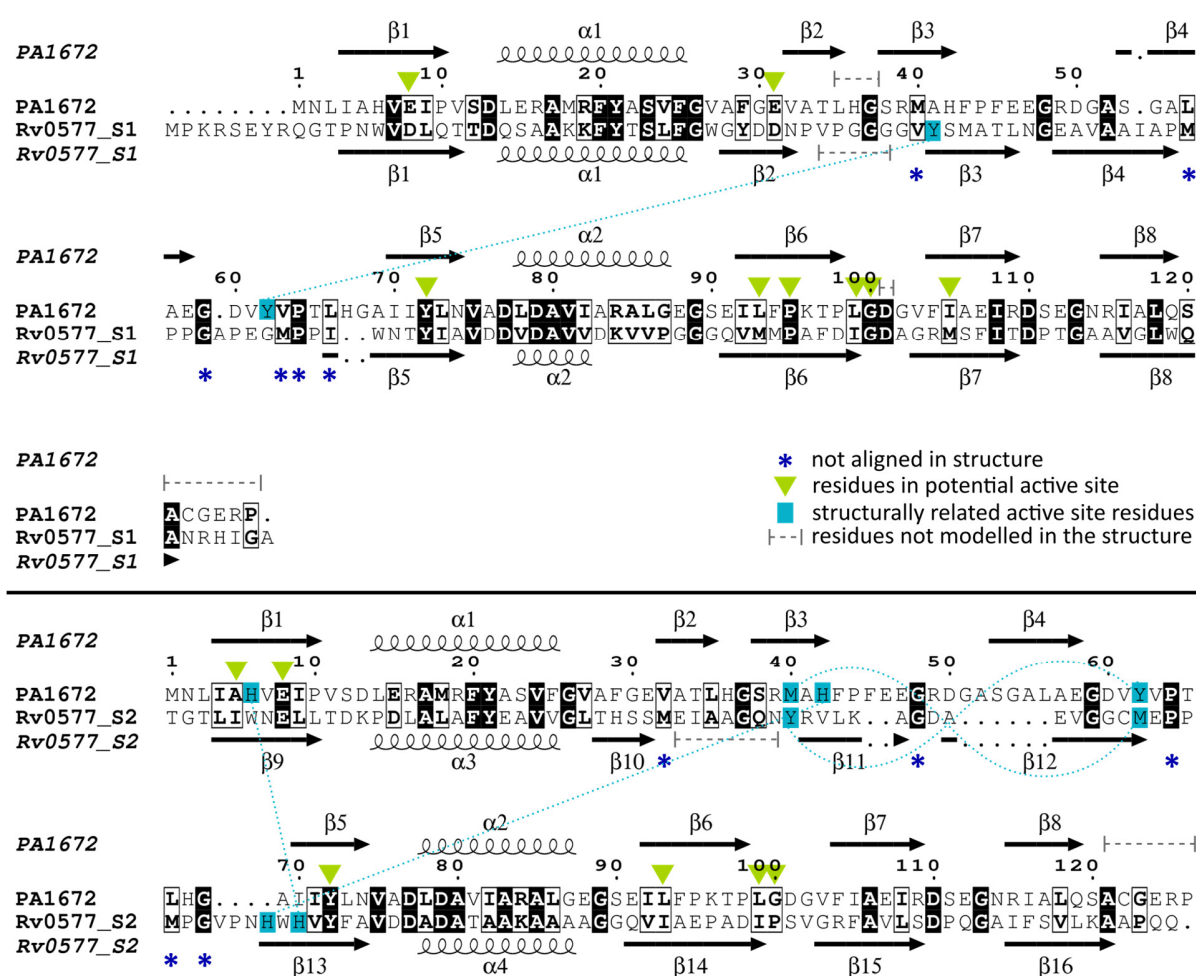 β1 α1 β2 β3 β4
PA1672
1 10 20 30 40 50
PA1672 ........MNLIAHVEIPVSDLERAMRFYASVFGVAFGEVATLHGSRMAHFPFEEGRDGAS.GAL
Rv0577_S1 MPKRSEYRQGTPNWVDLQTTDQSAAKKFYTSLFGWGYDDNPVPGGGGVYSMATLNGEAVAAIAPM
Rv0577_S1
β1 α1 β2 β3 β4
* *
β5 α2 β6 β7 β8
PA1672
60 70 80 90 100 110 120
PA1672 AEG.DVYVPTLHGAIIYLNVADLDAVIARALGEGSEILFPKTPLGDGVFIAEIRDSEGNRIALQS
Rv0577_S1 PPGAPEGMPPI..WNTYIAVDDVDAVVDKVVPGGGQVMMPAFDIGDAGRMSFITDPTGAAVGLWQ
Rv0577_S1
β5 α2 β6 β7 β8
* * * *
PA1672
PA1672 ACGERP.
Rv0577_S1 ANRHIGA
Rv0577_S1
* not aligned in structure
residues in potential active site
structurally related active site residues
residues not modelled in the structure
β1 α1 β2 β3 β4
PA1672
1 10 20 30 40 50 60
PA1672 MNLIAHVEIPVSDLERAMRFYASVFGVAFGEVATLHGSRMAHFPFEEGRDGASGALAEGDVYVPT
Rv0577_S2 TGTLIWNELLTDKPDLALAFYEAVVGLTHSSMEIAAGQNYRVLK..AGDA......EVGGCMEPP
Rv0577_S2
β9 α3 β10 β11 β12
* * *
β5 α2 β6 β7 β8
PA1672
70 80 90 100 110 120
PA1672 LHG....AIIYLNVADLDAVIARALGEGSEILFPKTPLGDGVFIAEIRDSEGNRIALQSACGERP
Rv0577_S2 MPGVPNHWHVYFAVDDADATAAKAAAAGGQVIAEPADIPSVGRFAVLSDPQGAIFSVLKAAPQQ.
Rv0577_S2
* *
β13 α4 β14 β15 β16